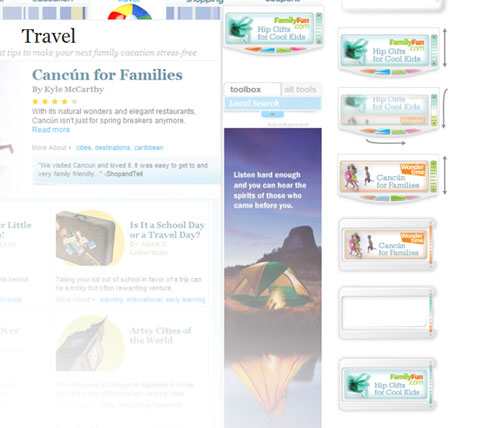 education
travel
shopping
coupons
Travel
tips to make your next family vacation stress-free
Cancún for Families
By Kyle McCarthy
With its natural wonders and elegant restaurants,
Cancún isn't just for spring breakers anymore.
Read more
More About • cities, destinations, caribbean
"We visited Cancun and loved it. It was easy to get to and
very family friendly..." -ShopandTell
Little
Is It a School Day
or a Travel Day?
By Anne Z.
Lieberman
Taking your kid out of school in favor of a trip can
be a tricky but often rewarding venture.
More About • learning, international, early learning
Over
Artsy Cities of
the World
FamilyFun
.com
Hip Gifts
for Cool Kids
toolbox
all tools
Local Search
Advertisement
Listen hard enough
and you can hear the
spirits of those who
came before you.
FamilyFun
.com
Hip Gifts
for Cool Kids
Hip Gifts
for Cool Kids
Wonder
Wonder
Time
Cancún
for Families
Wonder
Time
Cancún
for Families
FamilyFun
.com
Hip Gifts
for Cool Kids